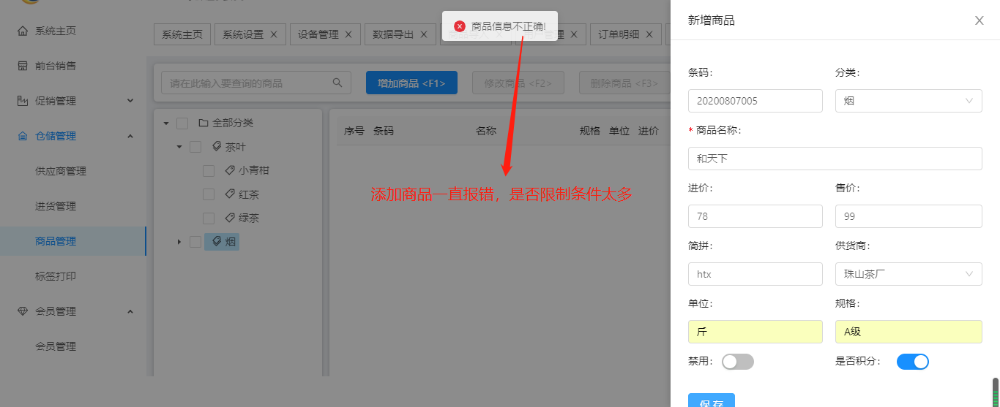 系统主页
前台销售
促销管理
仓储管理
供应商管理
进货管理
商品管理
标签打印
会员管理
会员管理
商品信息不正确!
系统主页
系统设置
设备管理
数据导出
商品导入
用户管理
订单明细
请在此输入要查询的商品
增加商品 <F1>
修改商品 <F2>
删除商品 <F3>
全部分类
茶叶
小青柑
红茶
绿茶
烟
序号 条码 名称 规格 单位 进价
添加商品一直报错，是否限制条件太多
新增商品
条码: 分类:
20200807005 烟
* 商品名称:
和天下
进价: 售价:
78 99
简拼: 供货商:
htx 珠山茶厂
单位: 规格:
斤 A级
禁用: 是否积分:
保 存